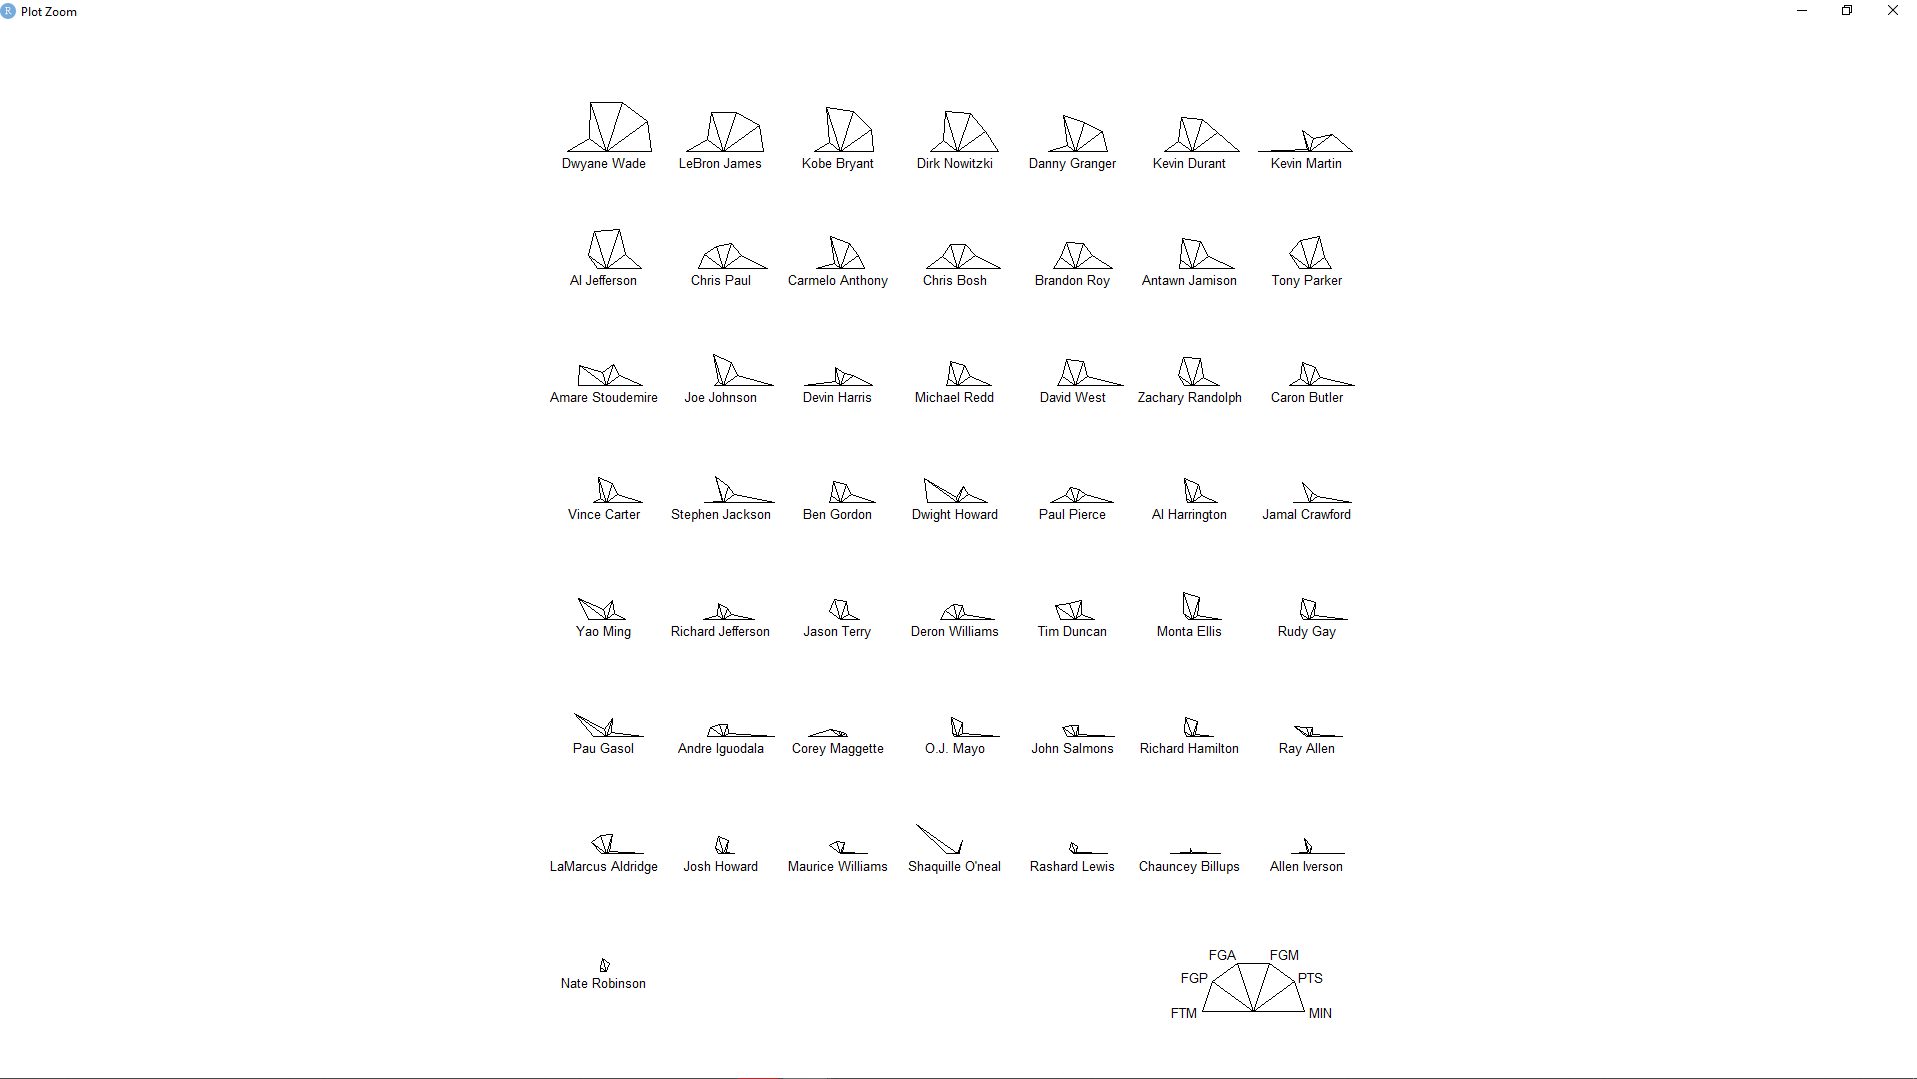 R Plot Zoom
Dwyane Wade LeBron James Kobe Bryant Dirk Nowitzki Danny Granger Kevin Durant Kevin Martin
Al Jefferson Chris Paul Carmelo Anthony Chris Bosh Brandon Roy Antawn Jamison Tony Parker
Amare Stoudemire Joe Johnson Devin Harris Michael Redd David West Zachary Randolph Caron Butler
Vince Carter Stephen Jackson Ben Gordon Dwight Howard Paul Pierce Al Harrington Jamal Crawford
Yao Ming Richard Jefferson Jason Terry Deron Williams Tim Duncan Monta Ellis Rudy Gay
Pau Gasol Andre Iguodala Corey Maggette O.J. Mayo John Salmons Richard Hamilton Ray Allen
LaMarcus Aldridge Josh Howard Maurice Williams Shaquille O'neal Rashard Lewis Chauncey Billups Allen Iverson
FGA FGM
FGP PTS
Nate Robinson
FTM MIN